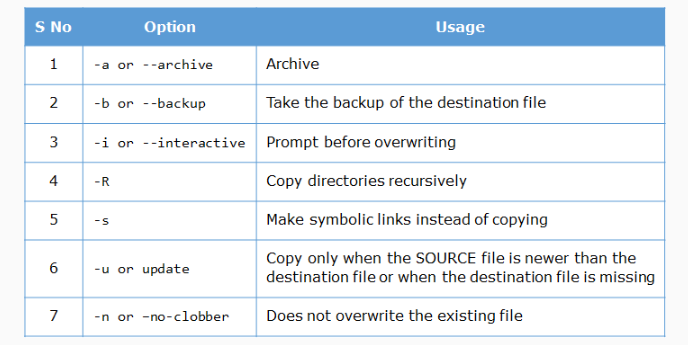 S No Option Usage
1 -a or --archive Archive
2 -b or --backup Take the backup of the destination file
3 -i or --interactive Prompt before overwriting
4 -R Copy directories recursively
5 -s Make symbolic links instead of copying
6 -u or update Copy only when the SOURCE file is newer than the
destination file or when the destination file is missing
7 -n or –no-clobber Does not overwrite the existing file